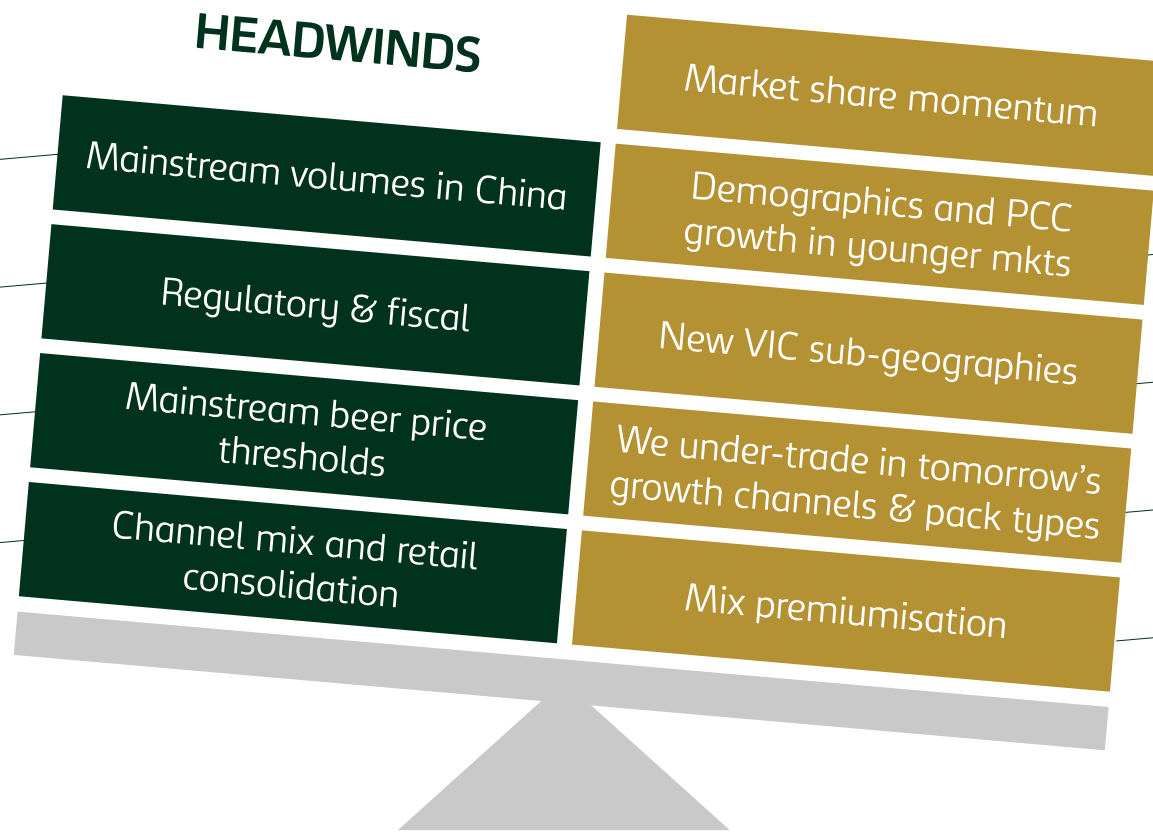 HEADWINDS
Mainstream volumes in China
Regulatory & fiscal
Mainstream beer price
thresholds
Channel mix and retail
consolidation
Market share momentum
Demographics and PCC
growth in younger mkts
New VIC sub-geographies
We under-trade in tomorrow’s
growth channels & pack types
Mix premiumisation